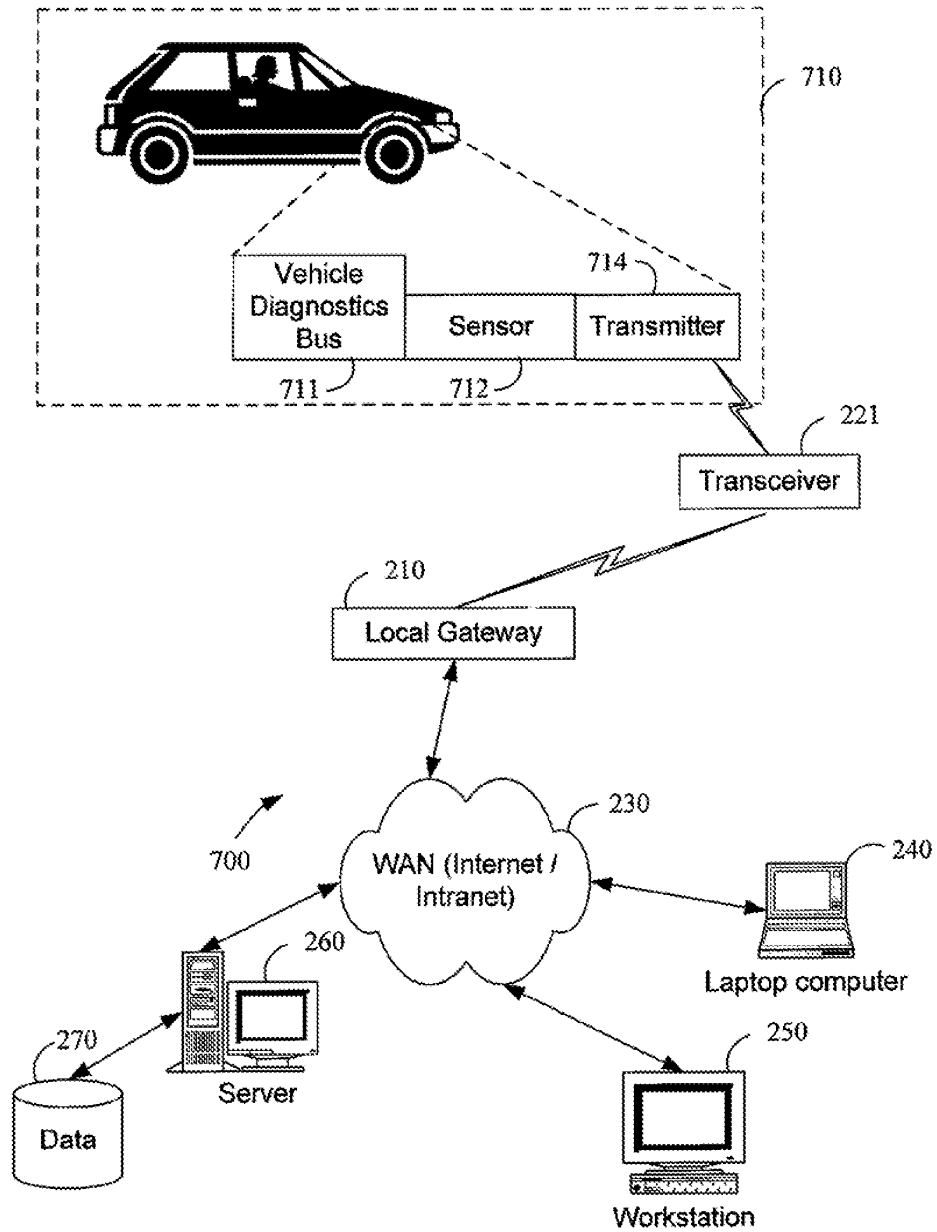 710
Vehicle
Diagnostics
Bus
Sensor
714
Transmitter
711
712
221
Transceiver
210
Local Gateway
230
700
WAN (Internet /
Intranet)
240
Laptop computer
260
Server
270
Data
250
Workstation